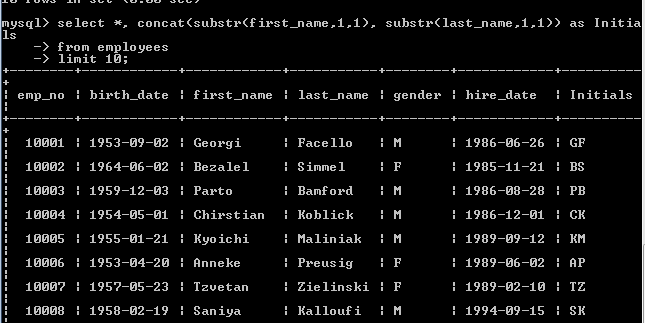 mysql> select *, concat(substr(first_name,1,1), substr(last_name,1,1)) as Initia
ls
    -> from employees
    -> limit 10;
+--------+------------+------------+-----------+--------+------------+---------
+
¦ emp_no ¦ birth_date ¦ first_name ¦ last_name ¦ gender ¦ hire_date  ¦ Initials
¦
+--------+------------+------------+-----------+--------+------------+---------
+
¦  10001 ¦ 1953-09-02 ¦ Georgi     ¦ Facello   ¦ M      ¦ 1986-06-26 ¦ GF
¦
¦  10002 ¦ 1964-06-02 ¦ Bezalel    ¦ Simmel    ¦ F      ¦ 1985-11-21 ¦ BS
¦
¦  10003 ¦ 1959-12-03 ¦ Parto      ¦ Bamford   ¦ M      ¦ 1986-08-28 ¦ PB
¦
¦  10004 ¦ 1954-05-01 ¦ Chirstian  ¦ Koblick   ¦ M      ¦ 1986-12-01 ¦ CK
¦
¦  10005 ¦ 1955-01-21 ¦ Kyoichi    ¦ Maliniak  ¦ M      ¦ 1989-09-12 ¦ KM
¦
¦  10006 ¦ 1953-04-20 ¦ Anneke     ¦ Preusig   ¦ F      ¦ 1989-06-02 ¦ AP
¦
¦  10007 ¦ 1957-05-23 ¦ Tzvetan    ¦ Zielinski ¦ F      ¦ 1989-02-10 ¦ TZ
¦
¦  10008 ¦ 1958-02-19 ¦ Saniya     ¦ Kalloufi  ¦ M      ¦ 1994-09-15 ¦ SK